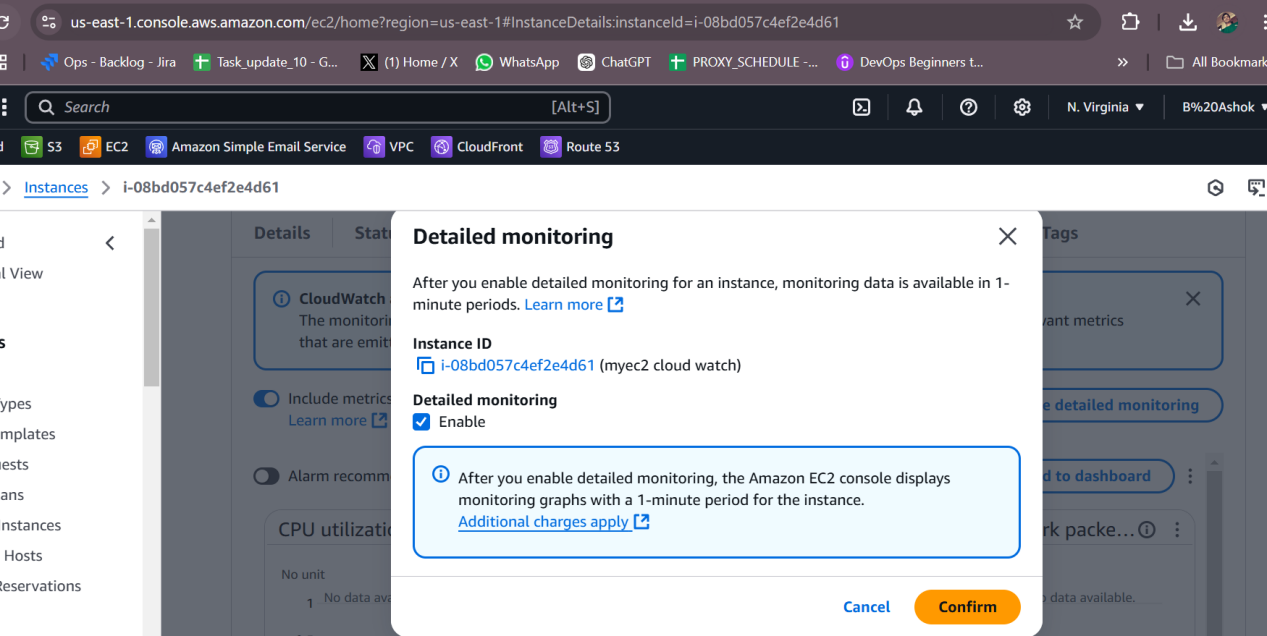 us-east-1.console.aws.amazon.com/ec2/home?region=us-east-1#InstanceDetails:instanceId=i-08bd057c4ef2e4d61
Ops - Backlog - Jira Task_update_10 - G... (1) Home / X WhatsApp ChatGPT PROXY_SCHEDULE -... DevOps Beginners t... » All Bookmark
Search [Alt+S] N. Virginia B%20Ashok
S3 EC2 Amazon Simple Email Service VPC CloudFront Route 53
Instances i-08bd057c4ef2e4d61
Details Stat Tags
l View
s
ypes
mplates
ests
ans
Instances
Hosts
Reservations
CloudWatch
The monitorin
that are emitt
vant metrics
Include metrics
Learn more
e detailed monitoring
Alarm recomm
d to dashboard
CPU utilizatio
rk packe...
No unit
1 No data ava
data available.
Detailed monitoring
After you enable detailed monitoring for an instance, monitoring data is available in 1-
minute periods. Learn more
Instance ID
i-08bd057c4ef2e4d61 (myec2 cloud watch)
Detailed monitoring
Enable
After you enable detailed monitoring, the Amazon EC2 console displays
monitoring graphs with a 1-minute period for the instance.
Additional charges apply
Cancel Confirm